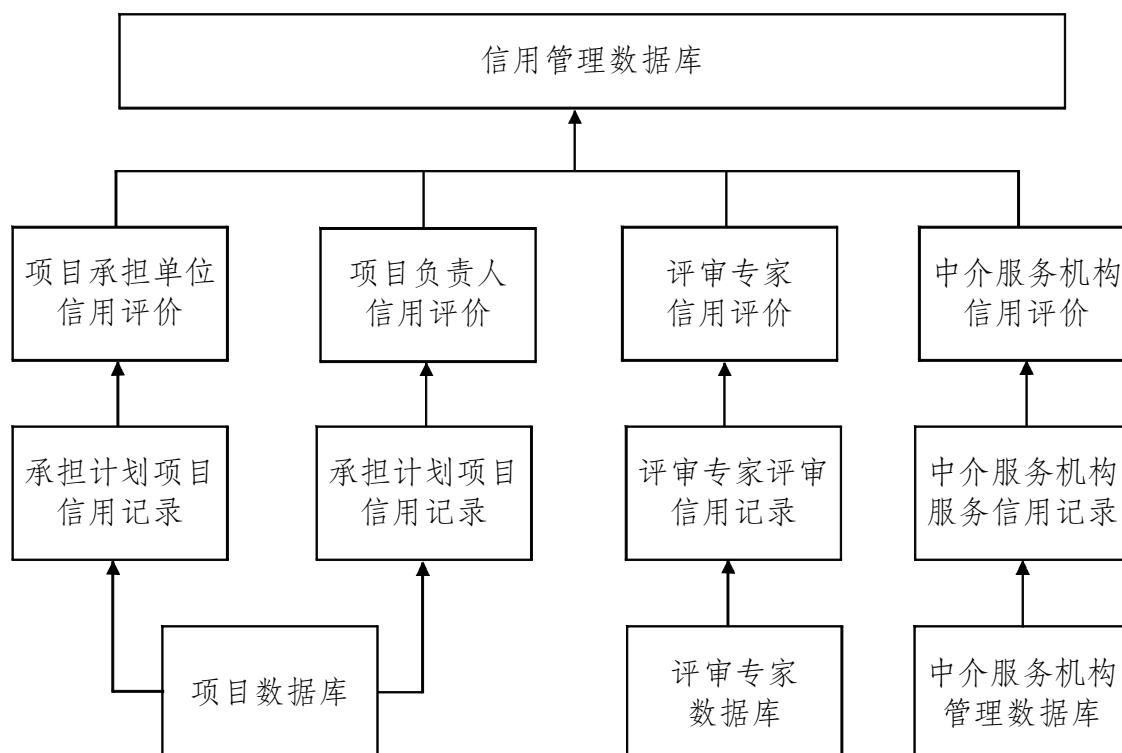 信用管理数据库
项目承担单位
信用评价
项目负责人
信用评价
评审专家
信用评价
中介服务机构
信用评价
承担计划项目
信用记录
承担计划项目
信用记录
评审专家评审
信用记录
中介服务机构
服务信用记录
项目数据库
评审专家
数据库
中介服务机构
管理数据库